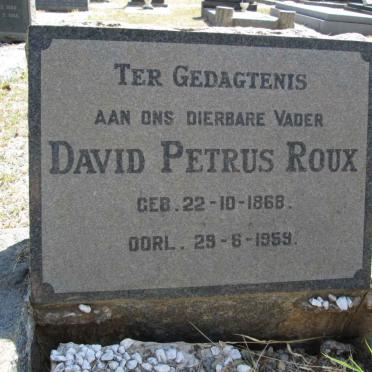 TER GEDAGTENIS
AAN ONS DIERBARE VADER
DAVID PETRUS ROUX
GEB. 22-10-1868.
OORL. 29-6-1959.